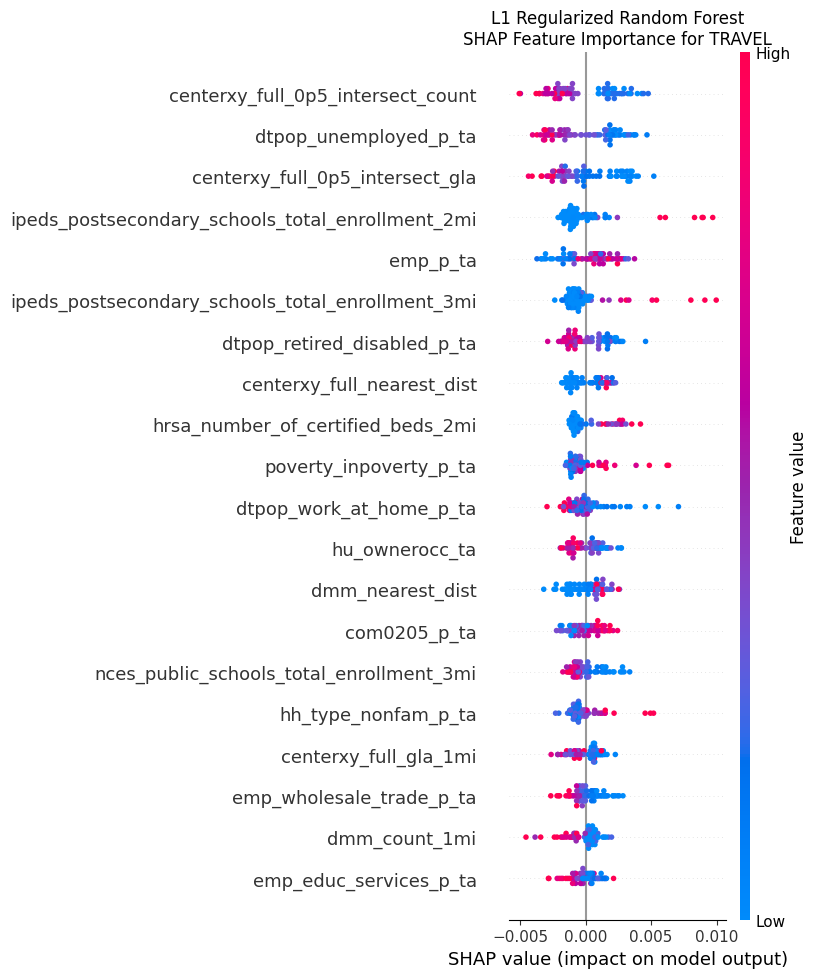 L1 Regularized Random Forest
SHAP Feature Importance for TRAVEL
High
centerxy_full_0p5_intersect_count
dtpop_unemployed_p_ta
centerxy_full_0p5_intersect_gla
ipeds_postsecondary_schools_total_enrollment_2mi
emp_p_ta
ipeds_postsecondary_schools_total_enrollment_3mi
dtpop_retired_disabled_p_ta
centerxy_full_nearest_dist
hrsa_number_of_certified_beds_2mi
poverty_inpoverty_p_ta
dtpop_work_at_home_p_ta
hu_ownerocc_ta
dmm_nearest_dist
com0205_p_ta
nces_public_schools_total_enrollment_3mi
hh_type_nonfam_p_ta
centerxy_full_gla_1mi
emp_wholesale_trade_p_ta
dmm_count_1mi
emp_educ_services_p_ta
Feature value
Low
−0.005 0.000 0.005 0.010
SHAP value (impact on model output)